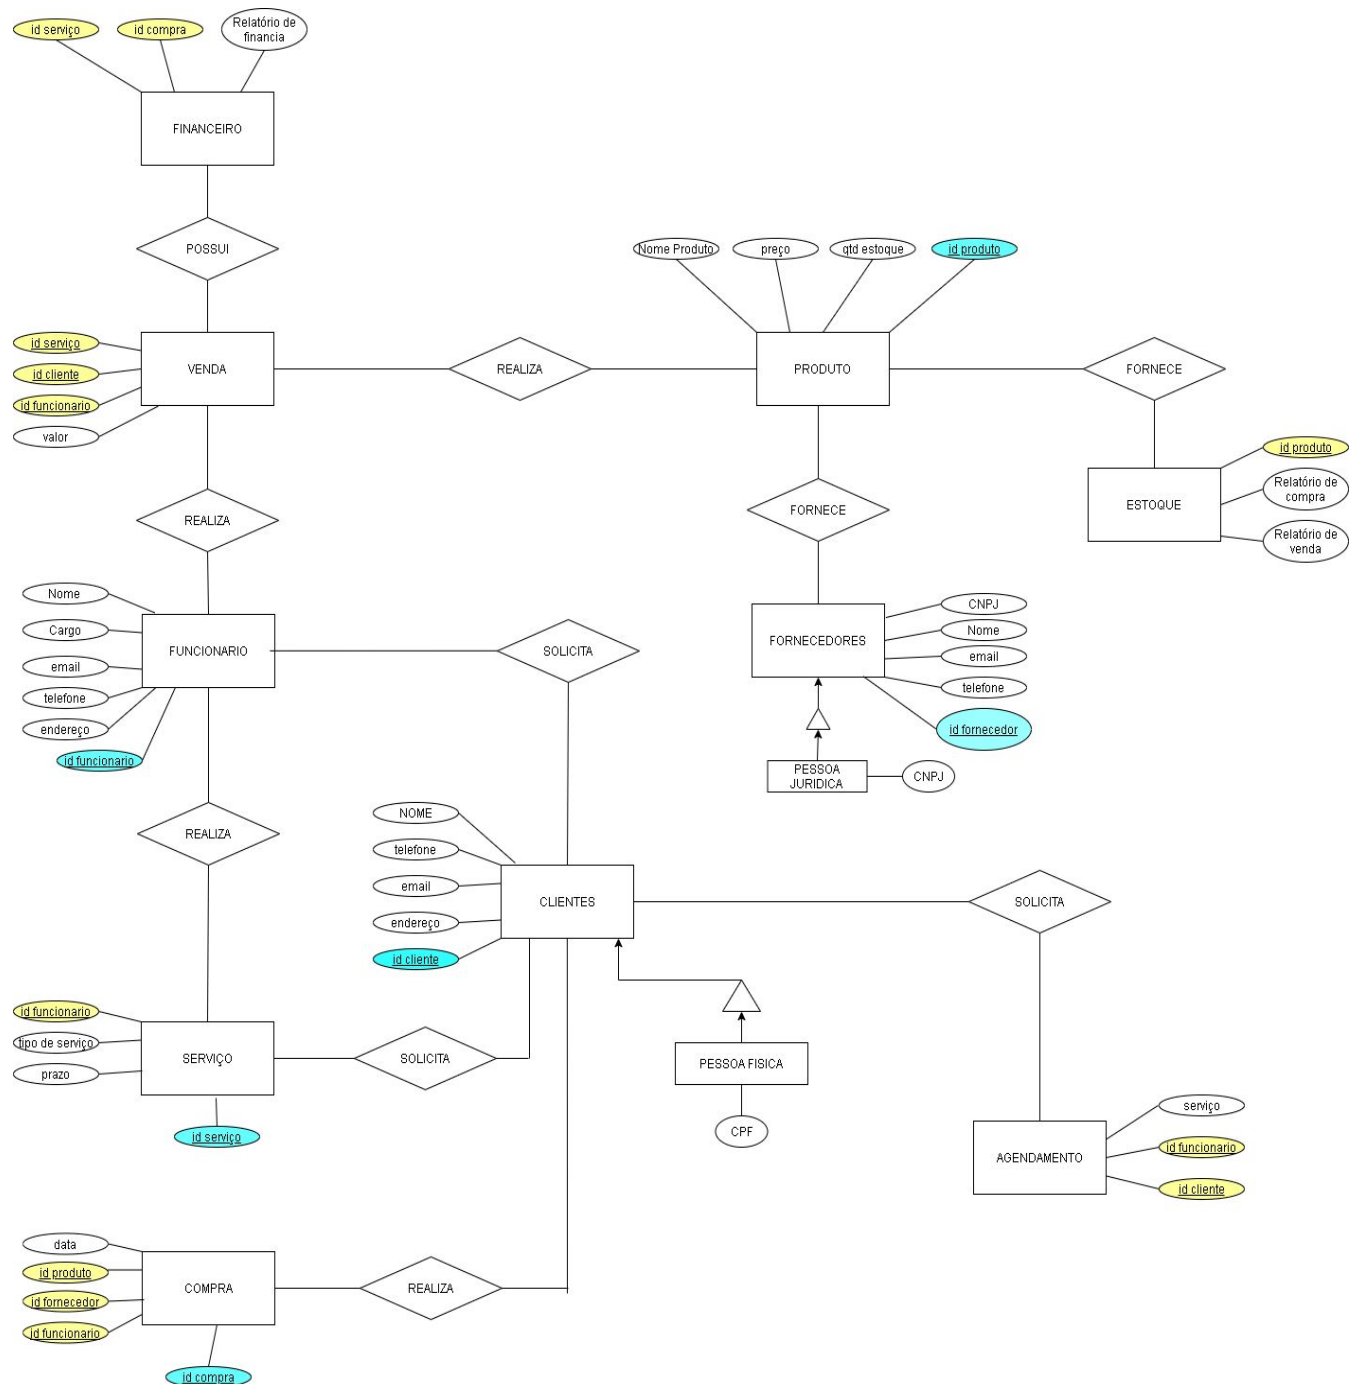 id serviço
id compra
Relatório de
financia
FINANCEIRO
POSSUI
Nome Produto
preço
qtd estoque
id produto
id serviço
id cliente
id funcionario
valor
VENDA
REALIZA
PRODUTO
FORNECE
id produto
Relatório de
compra
Relatório de
venda
ESTOQUE
REALIZA
FORNECE
Nome
Cargo
email
telefone
endereço
id funcionario
FUNCIONARIO
SOLICITA
FORNECEDORES
CNPJ
Nome
email
telefone
id fornecedor
PESSOA
JURIDICA
CNPJ
REALIZA
NOME
telefone
email
endereço
id cliente
CLIENTES
SOLICITA
id funcionario
tipo de serviço
prazo
SERVIÇO
id serviço
SOLICITA
PESSOA FISICA
CPF
AGENDAMENTO
serviço
id funcionario
id cliente
data
id produto
id fornecedor
id funcionario
COMPRA
REALIZA
id compra